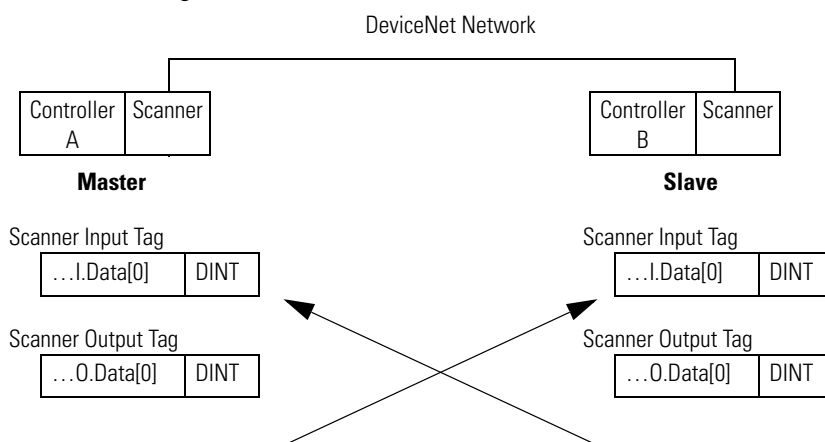 DeviceNet Network
Controller A
Scanner
Controller B
Scanner
Master
Slave
Scanner Input Tag
…I.Data[0] DINT
Scanner Output Tag
…O.Data[0] DINT
Scanner Input Tag
…I.Data[0] DINT
Scanner Output Tag
…O.Data[0] DINT